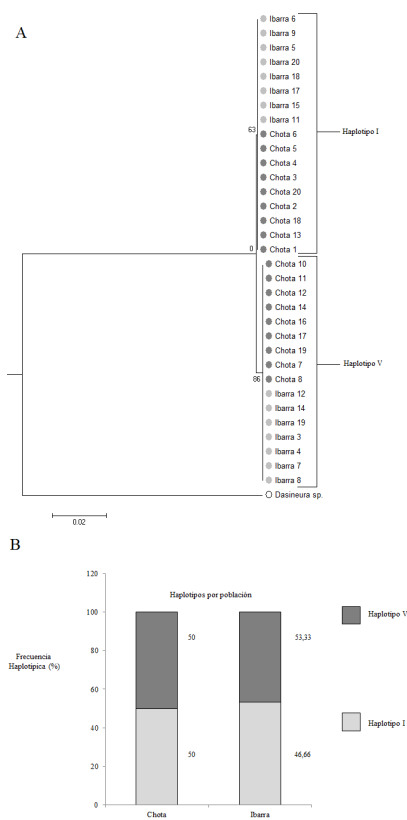 A
Ibarra 6
Ibarra 9
Ibarra 5
Ibarra 20
Ibarra 18
Ibarra 17
Ibarra 15
Ibarra 11
63
Chota 6
Haplotipo I
Chota 5
Chota 4
Chota 3
Chota 20
Chota 2
Chota 18
Chota 13
0
Chota 1
Chota 10
Chota 11
Chota 12
Chota 14
Chota 16
Chota 17
Chota 19
Chota 7
Haplotipo V
86
Chota 8
Ibarra 12
Ibarra 14
Ibarra 19
Ibarra 3
Ibarra 4
Ibarra 7
Ibarra 8
Dasineura sp.
0.02
B
Haplotipos por población
Frecuencia
Haplotípica (%)
120
100
80
60
40
20
0
50
53,33
50
46,66
Chota
Ibarra
Haplotipo V
Haplotipo I